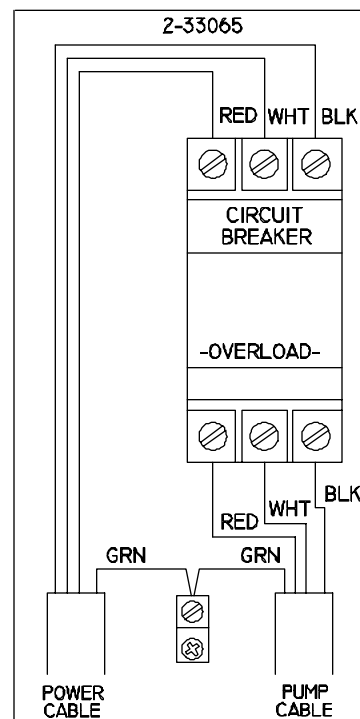 2-33065
RED WHT BLK
CIRCUIT
BREAKER
-OVERLOAD-
BLK
WHT
RED
GRN GRN
POWER
CABLE
PUMP
CABLE